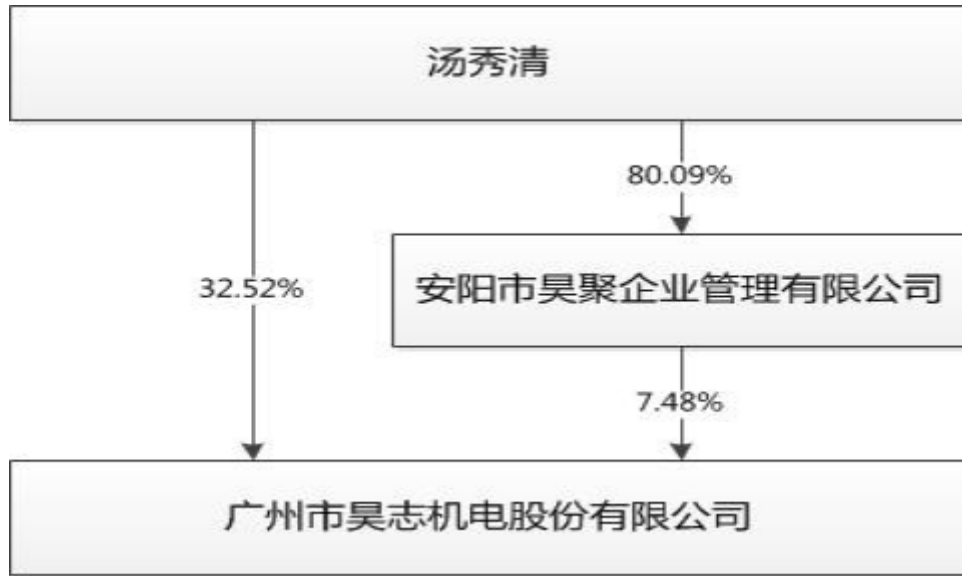 汤秀清
80.09%
安阳市昊聚企业管理有限公司
32.52%
7.48%
广州市昊志机电股份有限公司